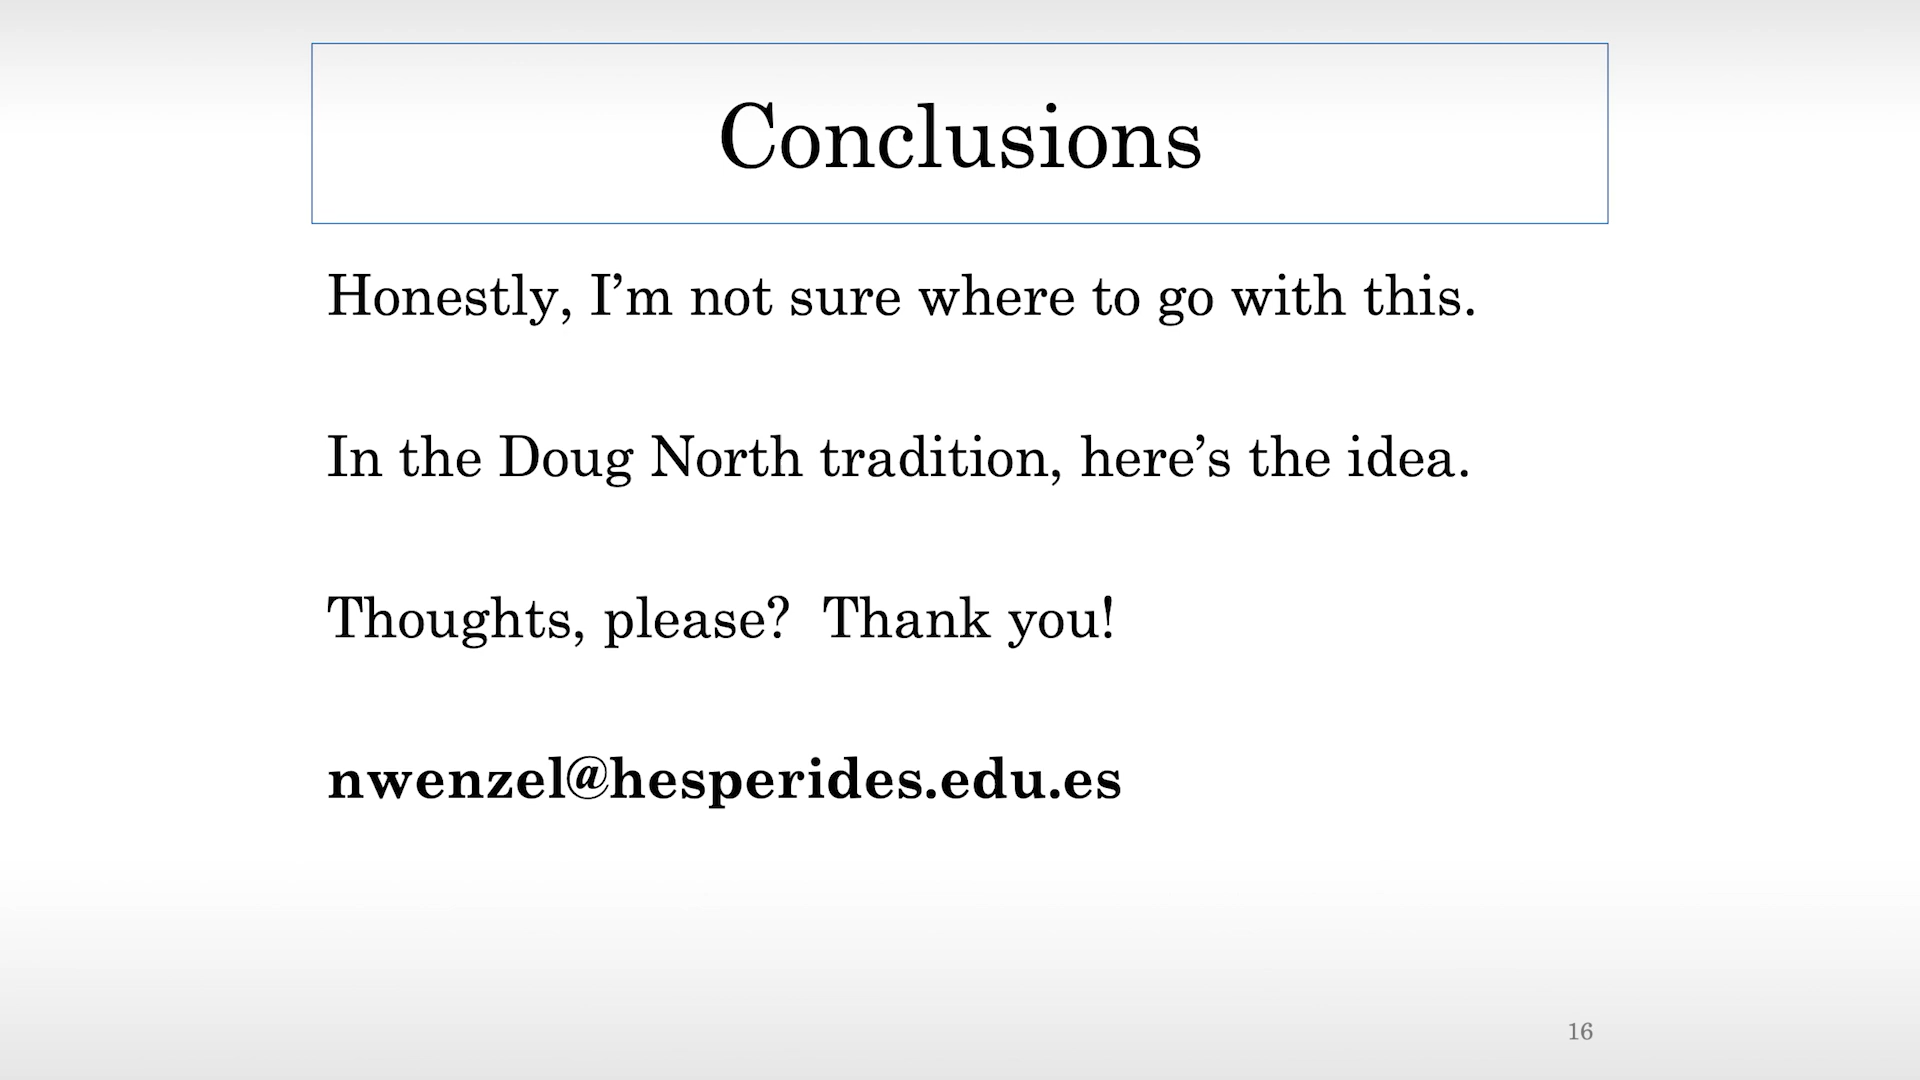 Conclusions
Honestly, I’m not sure where to go with this.
In the Doug North tradition, here’s the idea.
Thoughts, please?  Thank you!
nwenzel@hesperides.edu.es
16